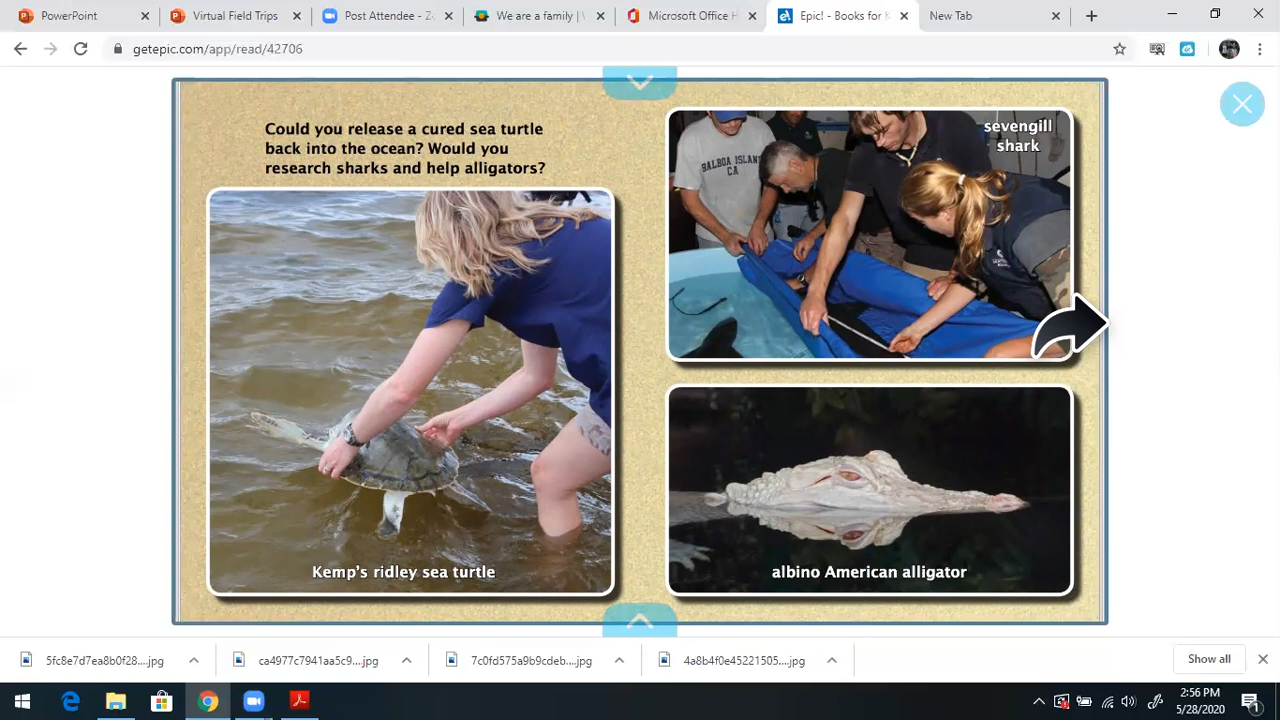 PowerPoint
Virtual Field Trips
Post Attendee - Z
We are a family | 
Microsoft Office H
Epic! - Books for K
New Tab
getepic.com/app/read/42706
Could you release a cured sea turtle
back into the ocean? Would you
research sharks and help alligators?
Kemp's ridley sea turtle
sevengill
shark
BALBOA ISLAND
CA
albino American alligator
5fc8e7d7ea8b0f28....jpg
ca4977c7941aa5c9....jpg
7c0fd575a9b9cdeb....jpg
4a8b4f0e45221505....jpg
Show all
2:56 PM
5/28/2020
1